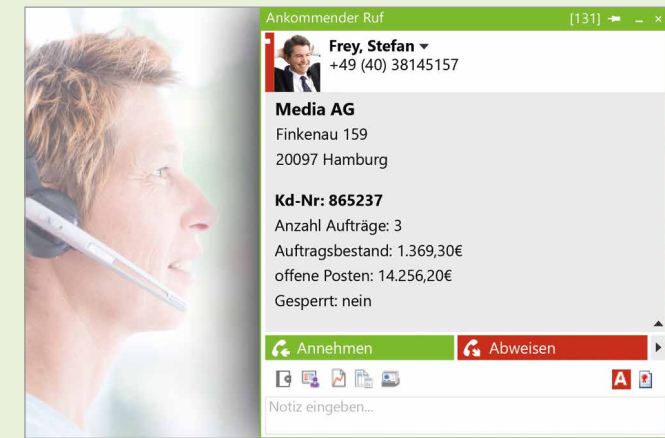 Ankommender Ruf [131]
Frey, Stefan
+49 (40) 38145157
Media AG
Finkenau 159
20097 Hamburg
Kd-Nr: 865237
Anzahl Aufträge: 3
Auftragsbestand: 1.369,30€
offene Posten: 14.256,20€
Gesperrt: nein
Annehmen Abweisen
A
Notiz eingeben...